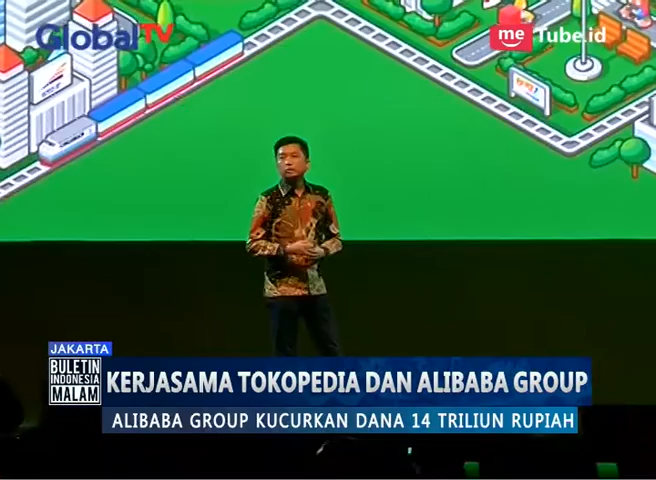 GlobalTV
me Tube.id
JAKARTA
BULETIN
INDONESIA
MALAM
KERJASAMA TOKOPEDIA DAN ALIBABA GROUP
ALIBABA GROUP KUCURKAN DANA 14 TRILIUN RUPIAH